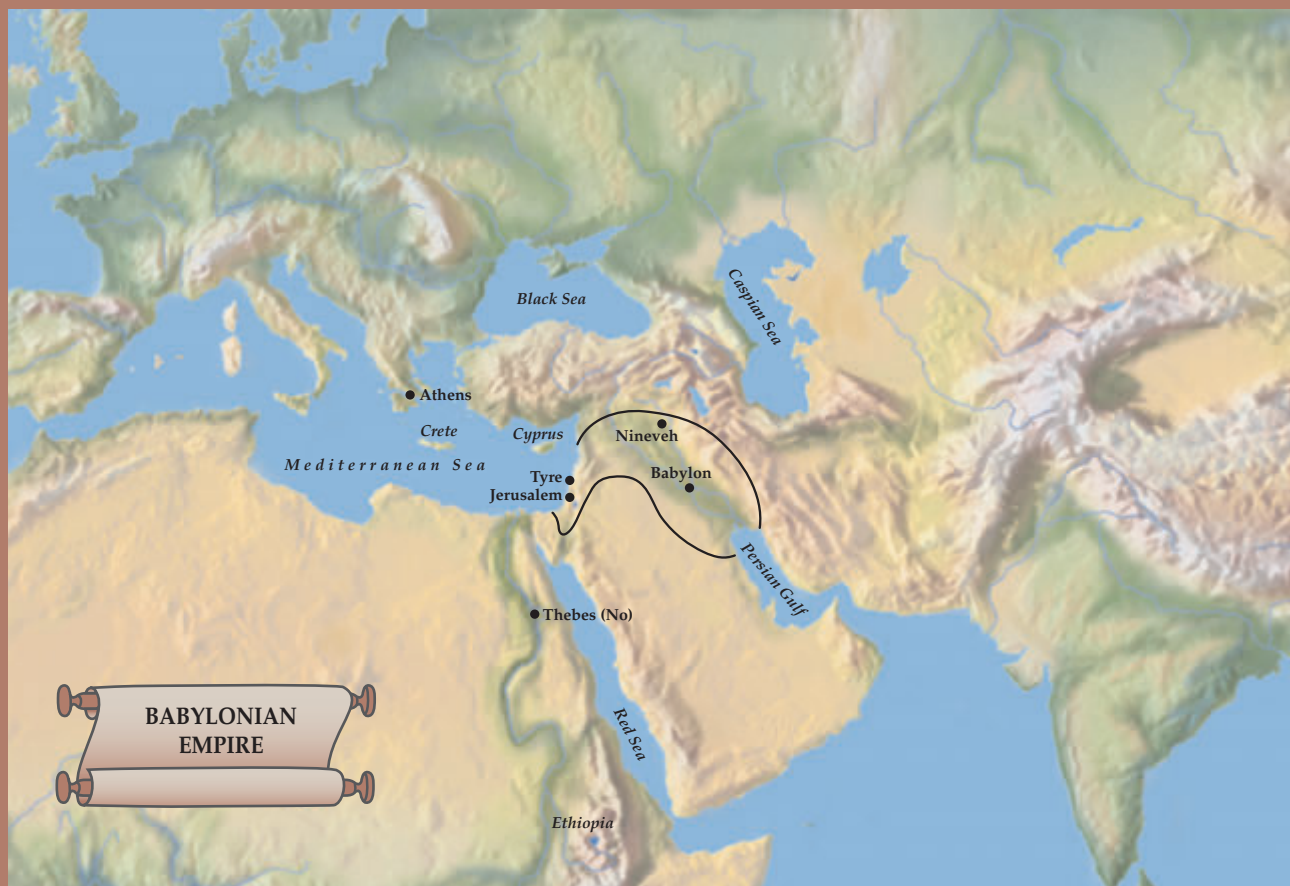 Black Sea
Caspian Sea
Athens
Crete
Cyprus
Nineveh
Mediterranean Sea
Tyre
Babylon
Jerusalem
Persian Gulf
Thebes (No)
Red Sea
BABYLONIAN
EMPIRE
Ethiopia